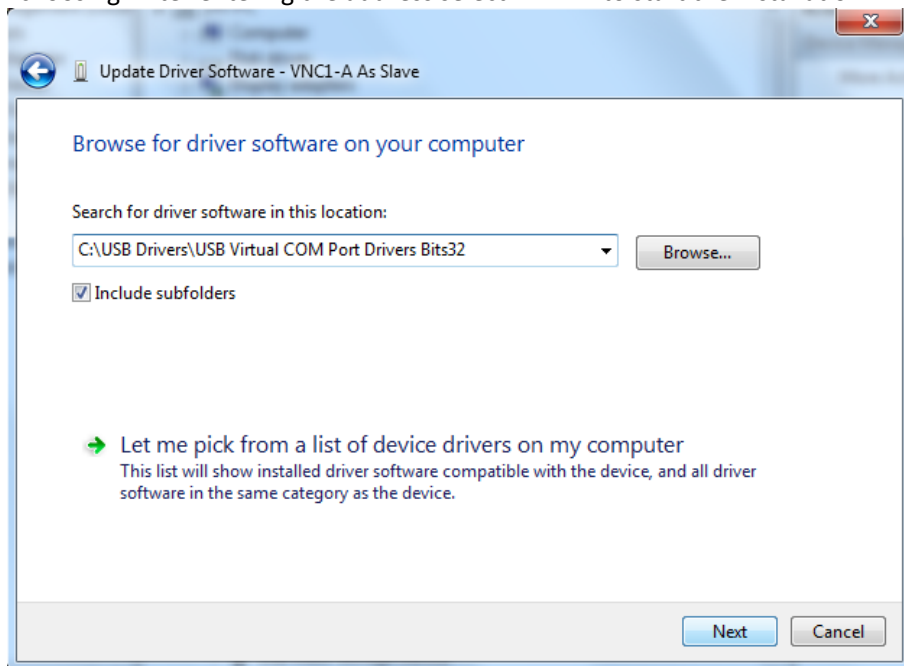 Update Driver Software - VNC1-A As Slave
Browse for driver software on your computer
Search for driver software in this location:
C:\USB Drivers\USB Virtual COM Port Drivers Bits32
Browse...
Include subfolders
Let me pick from a list of device drivers on my computer
This list will show installed driver software compatible with the device, and all driver
software in the same category as the device.
Next
Cancel